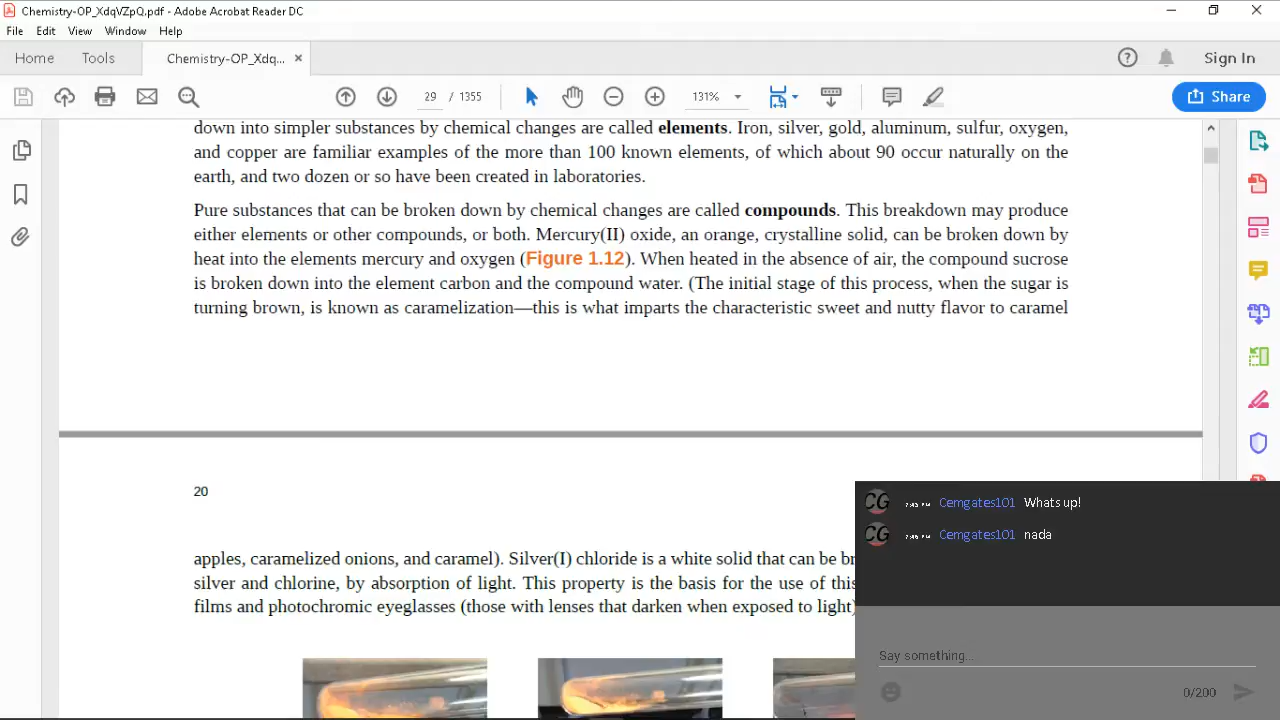 Chemistry-OP_XdqVZpQ.pdf - Adobe Acrobat Reader DC
File Edit View Window Help
Home Tools Chemistry-OP_Xdq... × Sign In
29 / 1355 131% Share
down into simpler substances by chemical changes are called elements. Iron, silver, gold, aluminum, sulfur, oxygen,
and copper are familiar examples of the more than 100 known elements, of which about 90 occur naturally on the
earth, and two dozen or so have been created in laboratories.
Pure substances that can be broken down by chemical changes are called compounds. This breakdown may produce
either elements or other compounds, or both. Mercury(II) oxide, an orange, crystalline solid, can be broken down by
heat into the elements mercury and oxygen (Figure 1.12). When heated in the absence of air, the compound sucrose
is broken down into the element carbon and the compound water. (The initial stage of this process, when the sugar is
turning brown, is known as caramelization—this is what imparts the characteristic sweet and nutty flavor to caramel
20
apples, caramelized onions, and caramel). Silver(I) chloride is a white solid that can be br
silver and chlorine, by absorption of light. This property is the basis for the use of this
films and photochromic eyeglasses (those with lenses that darken when exposed to light)
CG Cemgates101 Whats up!
CG Cemgates101 nada
Say something...
0/200